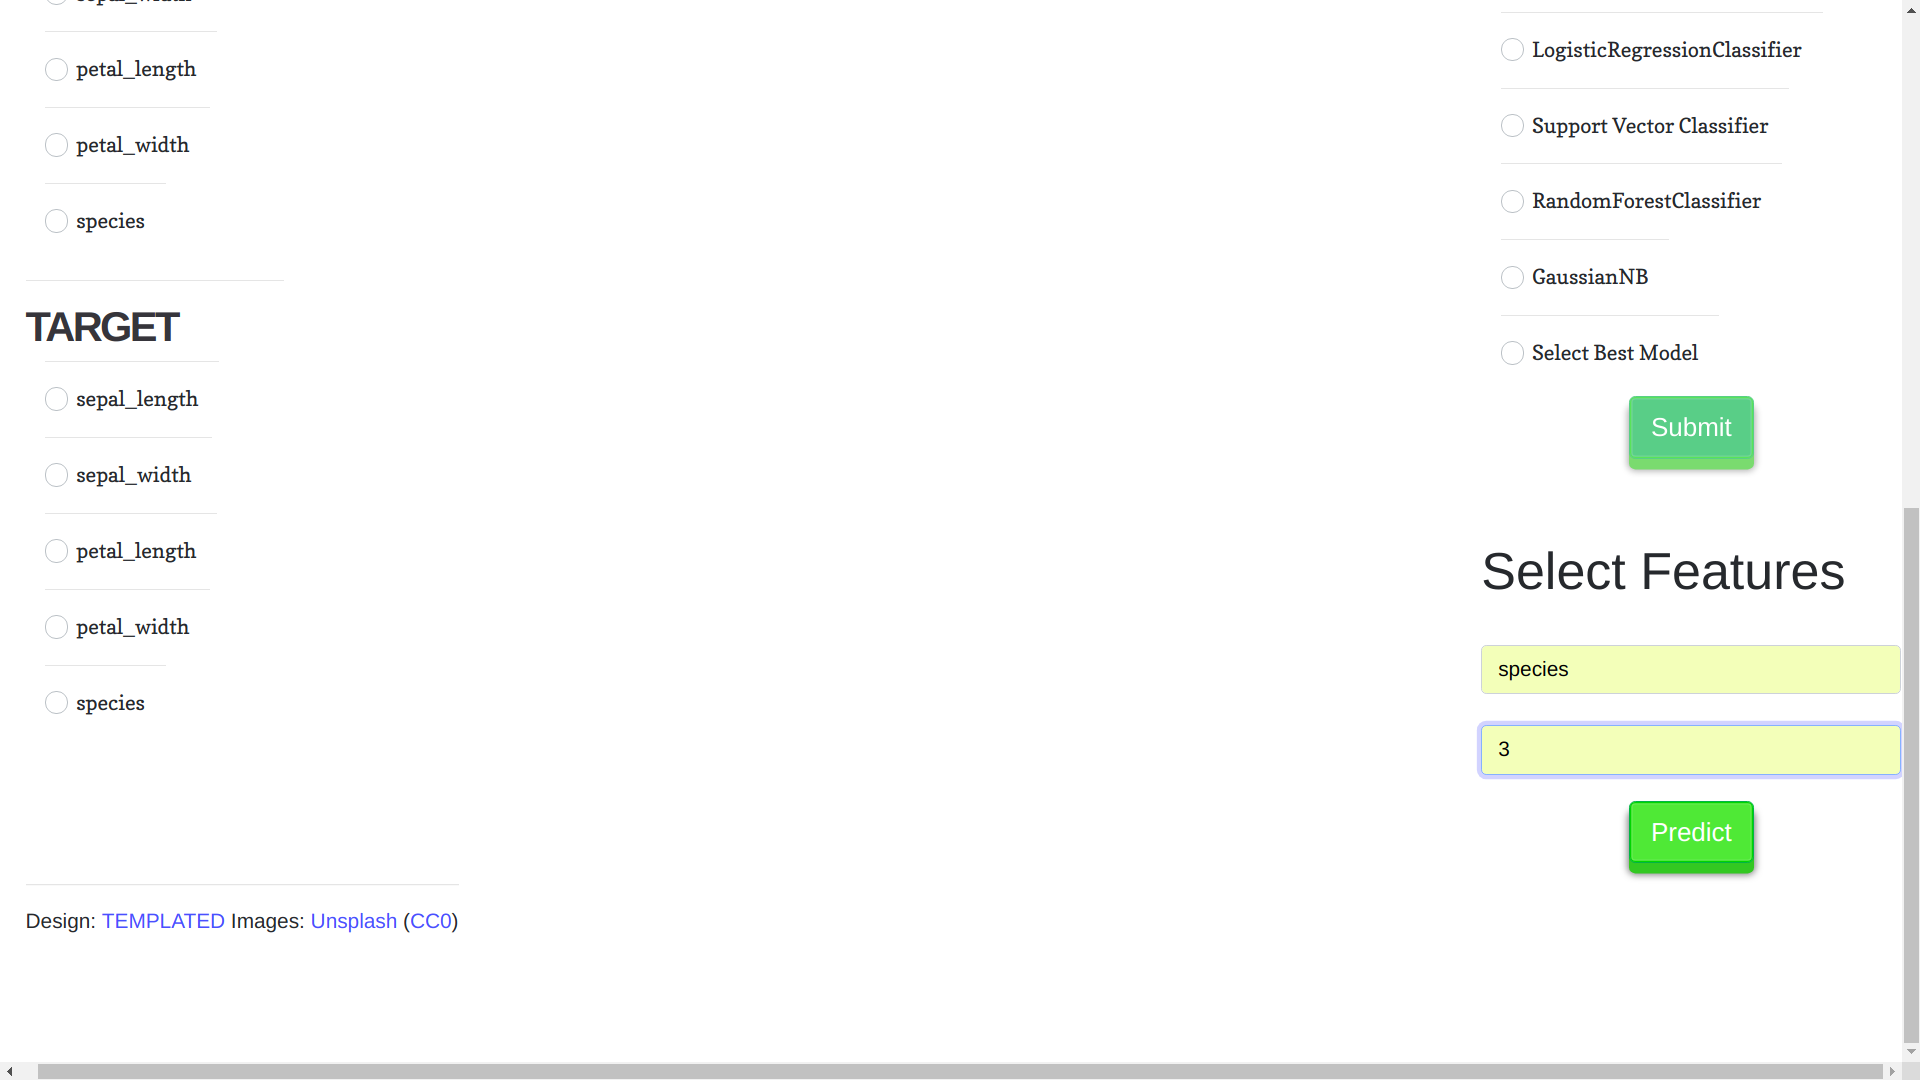 sepal_width
petal_length
petal_width
species
TARGET
sepal_length
sepal_width
petal_length
petal_width
species
Design: TEMPLATED Images: Unsplash (CC0)
LogisticRegressionClassifier
Support Vector Classifier
RandomForestClassifier
GaussianNB
Select Best Model
Submit
Select Features
species
3
Predict